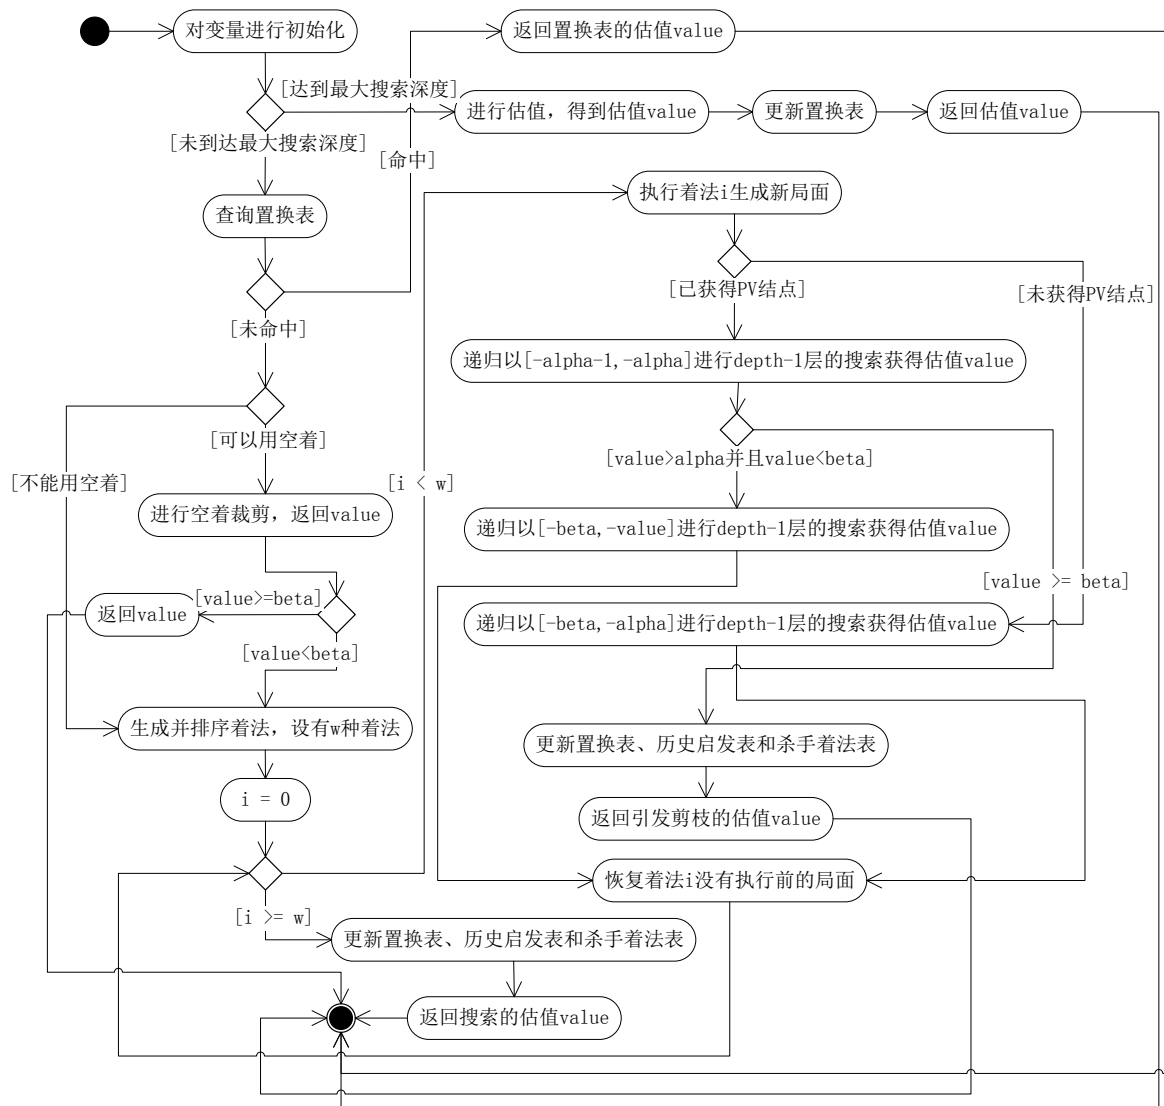 对变量进行初始化
返回置换表的估值value
[达到最大搜索深度]
进行估值，得到估值value
更新置换表
返回估值value
[未到达最大搜索深度]
[命中]
执行着法i生成新局面
查询置换表
[已获得PV结点]
[未获得PV结点]
[未命中]
递归以[-alpha-1,-alpha]进行depth-1层的搜索获得估值value
[可以用空着]
[value>alpha并且value<beta]
[不能用空着]
[i < w]
进行空着裁剪，返回value
递归以[-beta,-value]进行depth-1层的搜索获得估值value
[value >= beta]
[value>=beta]
返回value
递归以[-beta,-alpha]进行depth-1层的搜索获得估值value
[value<beta]
生成并排序着法，设有w种着法
更新置换表、历史启发表和杀手着法表
i = 0
返回引发剪枝的估值value
恢复着法i没有执行前的局面
[i >= w]
更新置换表、历史启发表和杀手着法表
返回搜索的估值value